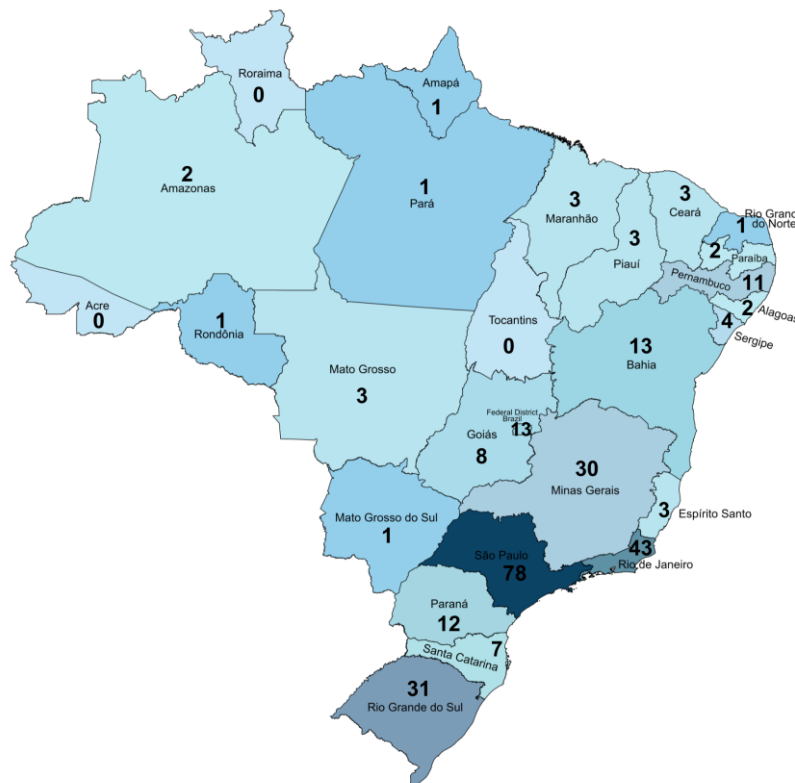 Roraima
0
Amapá
1
2
Amazonas
1
Pará
3
Maranhão
3
Ceará
Rio Grande
do Norte
1
3
Piauí
2
Paraíba
Pernambuco
11
2
Alagoas
4
Sergipe
Acre
0
1
Rondônia
Tocantins
0
13
Bahia
Mato Grosso
3
Federal District
Brazil
13
Goiás
8
30
Minas Gerais
3
Espírito Santo
Mato Grosso do Sul
1
São Paulo
78
43
Rio de Janeiro
Paraná
12
7
Santa Catarina
31
Rio Grande do Sul